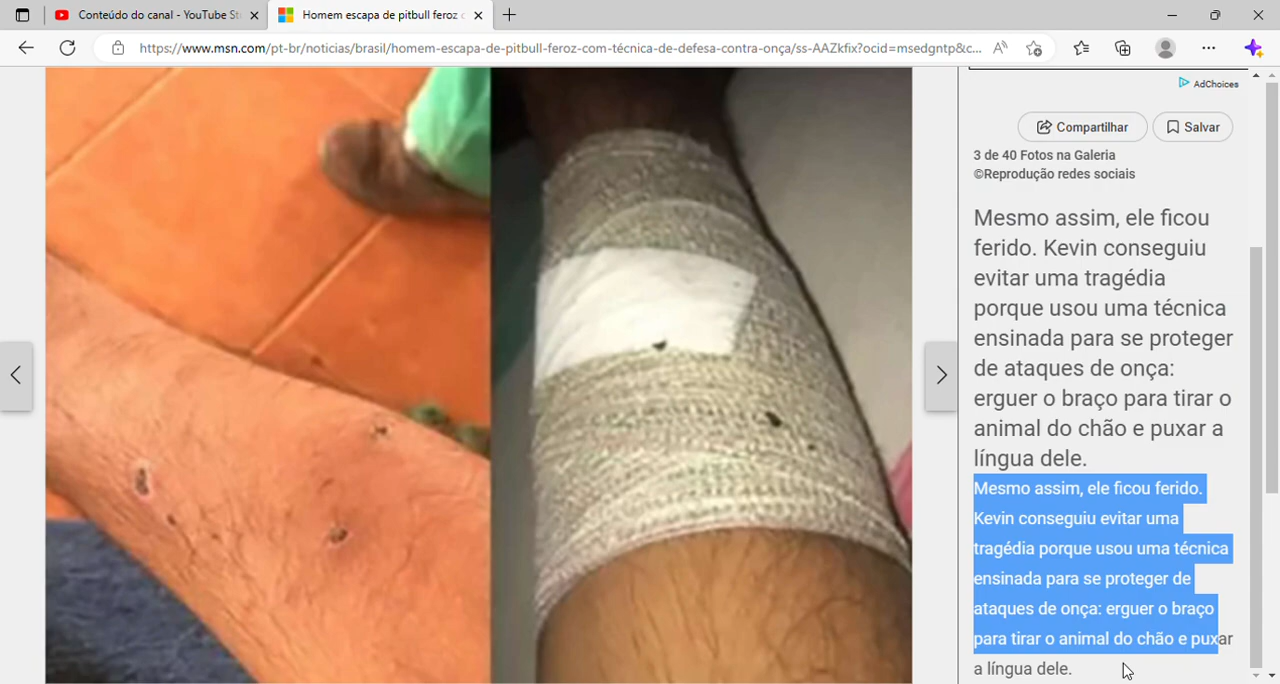 Conteúdo do canal - YouTube St
Homem escapa de pitbull feroz c
https://www.msn.com/pt-br/noticias/brasil/homem-escapa-de-pitbull-feroz-com-técnica-de-defesa-contra-onça/ss-AAZkfix?ocid=msedgntp&c...
AdChoices
Compartilhar
Salvar
3 de 40 Fotos na Galeria
©Reprodução redes sociais
Mesmo assim, ele ficou
ferido. Kevin conseguiu
evitar uma tragédia
porque usou uma técnica
ensinada para se proteger
de ataques de onça:
erguer o braço para tirar o
animal do chão e puxar a
língua dele.
Mesmo assim, ele ficou ferido.
Kevin conseguiu evitar uma
tragédia porque usou uma técnica
ensinada para se proteger de
ataques de onça: erguer o braço
para tirar o animal do chão e puxar
a língua dele.